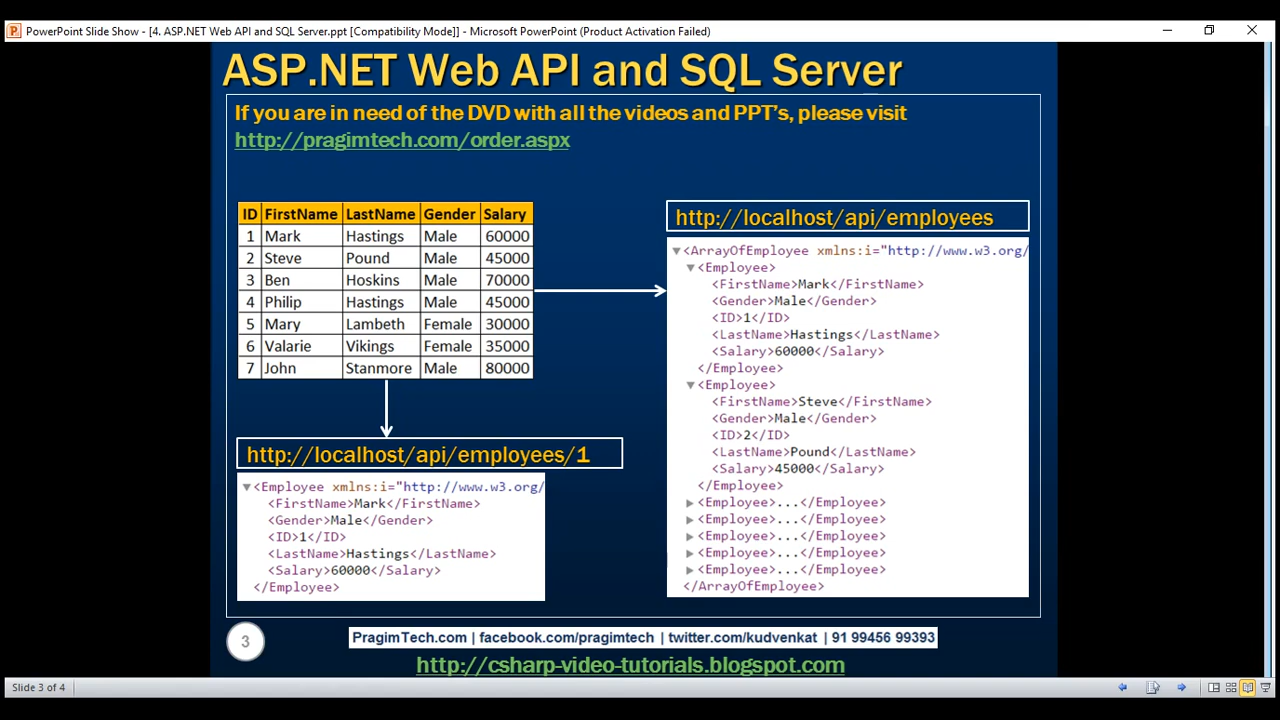 PowerPoint Slide Show - [4. ASP.NET Web API and SQL Server.ppt [Compatibility Mode]] - Microsoft PowerPoint (Product Activation Failed)
ASP.NET Web API and SQL Server
If you are in need of the DVD with all the videos and PPT's, please visit
http://pragimtech.com/order.aspx
ID FirstName LastName Gender Salary
1 Mark Hastings Male 60000
2 Steve Pound Male 45000
3 Ben Hoskins Male 70000
4 Philip Hastings Male 45000
5 Mary Lambeth Female 30000
6 Valarie Vikings Female 35000
7 John Stanmore Male 80000
http://localhost/api/employees
<ArrayOfEmployee xmlns:i="http://www.w3.org/
<Employee>
<FirstName>Mark</FirstName>
<Gender>Male</Gender>
<ID>1</ID>
<LastName>Hastings</LastName>
<Salary>60000</Salary>
</Employee>
<Employee>
<FirstName>Steve</FirstName>
<Gender>Male</Gender>
<ID>2</ID>
<LastName>Pound</LastName>
<Salary>45000</Salary>
</Employee>
<Employee>...</Employee>
<Employee>...</Employee>
<Employee>...</Employee>
<Employee>...</Employee>
<Employee>...</Employee>
</ArrayOfEmployee>
http://localhost/api/employees/1
<Employee xmlns:i="http://www.w3.org/
<FirstName>Mark</FirstName>
<Gender>Male</Gender>
<ID>1</ID>
<LastName>Hastings</LastName>
<Salary>60000</Salary>
</Employee>
3
PragimTech.com | facebook.com/pragimtech | twitter.com/kudvenkat | 91 99456 99393
http://csharp-video-tutorials.blogspot.com
Slide 3 of 4